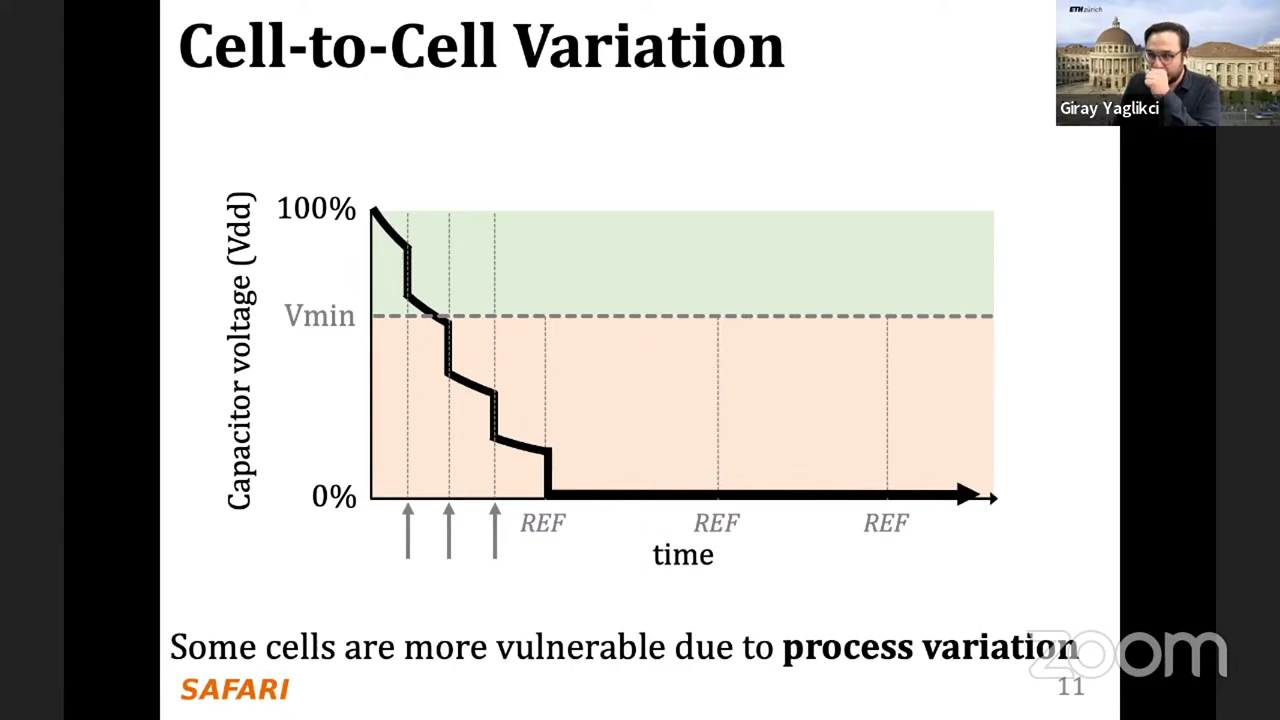 Cell-to-Cell Variation
ETH zürich
Giray Yaglikci
Capacitor voltage (Vdd)
100%
Vmin
0%
REF REF REF
time
Some cells are more vulnerable due to process variation
zoom
SAFARI
11